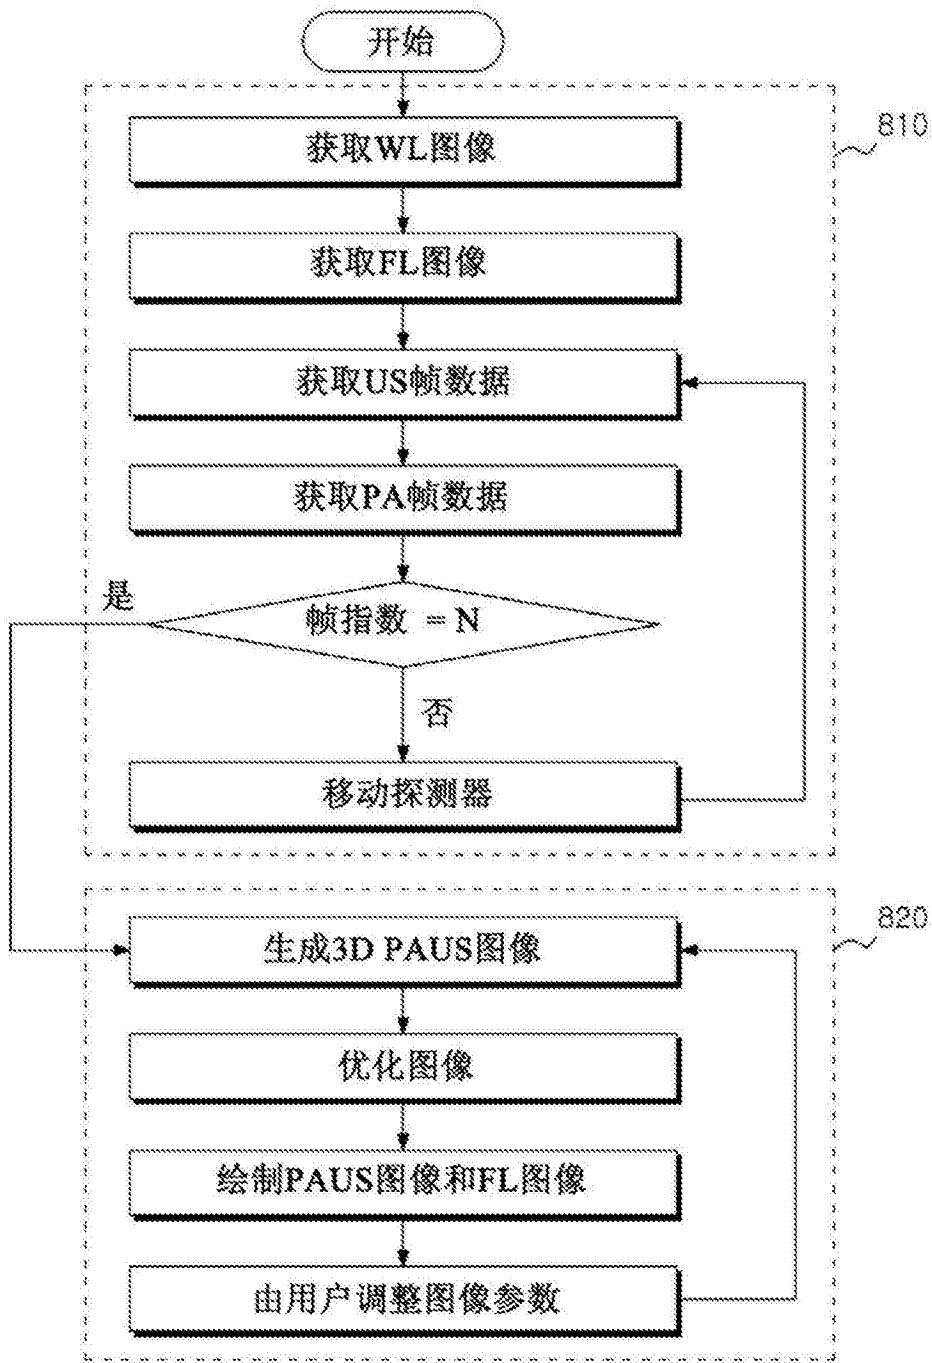 开始
810
获取WL图像
获取FL图像
获取US帧数据
获取PA帧数据
是
帧指数 = N
否
移动探测器
820
生成3D PAUS图像
优化图像
绘制PAUS图像和FL图像
由用户调整图像参数